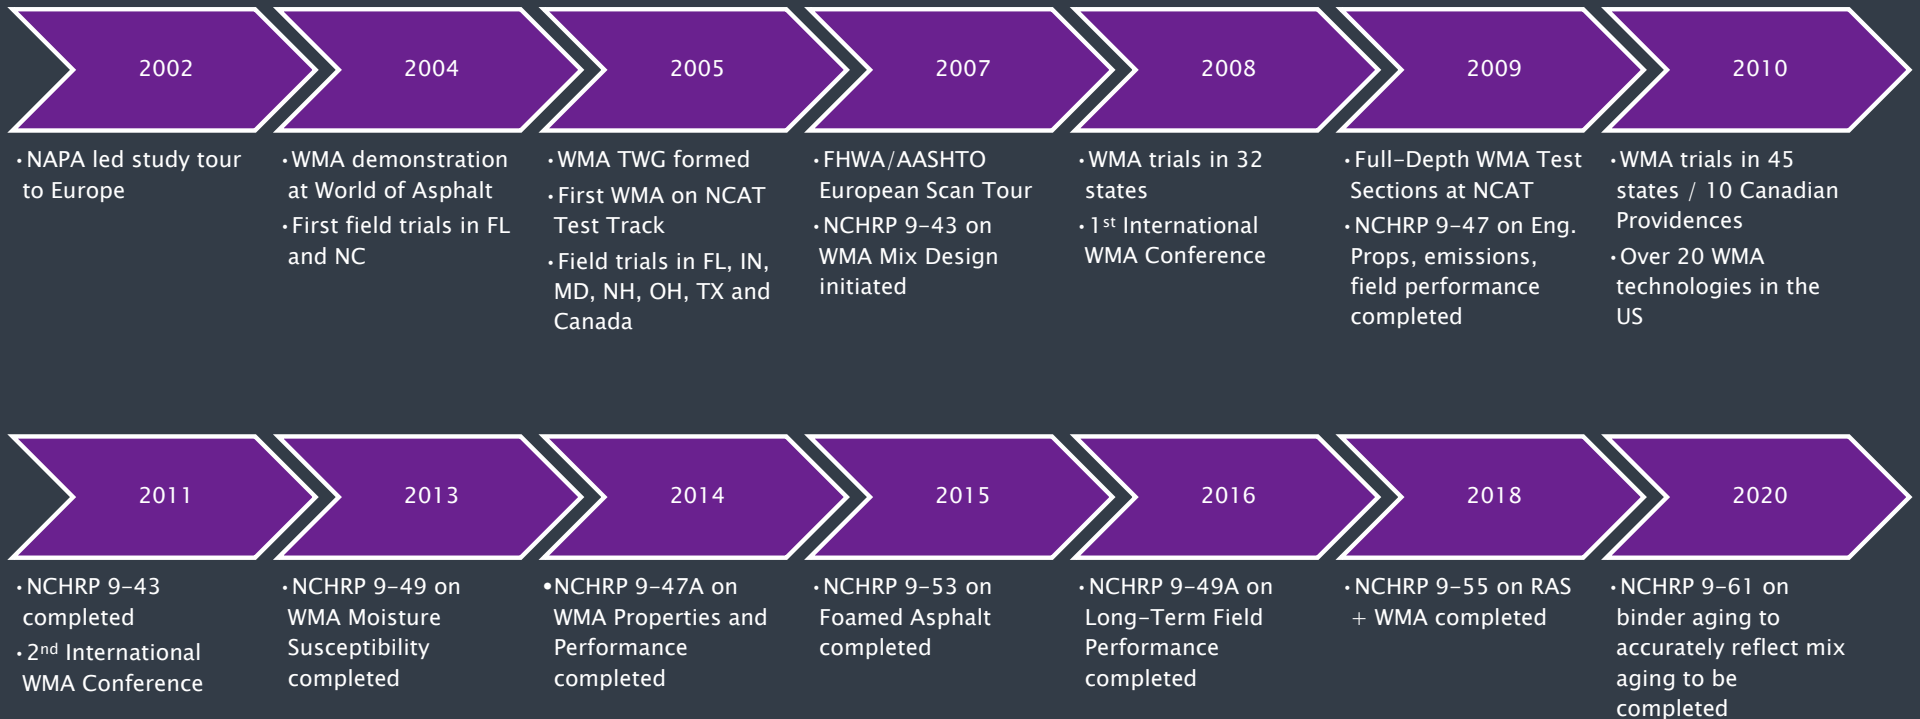 2002
2004
2005
2007
2008
2009
2010
·NAPA led study tour
to Europe
·WMA demonstration
at World of Asphalt
·First field trials in FL
and NC
·WMA TWG formed
·First WMA on NCAT
Test Track
·Field trials in FL, IN,
MD, NH, OH, TX and
Canada
·FHWA/AASHTO
European Scan Tour
·NCHRP 9-43 on
WMA Mix Design
initiated
·WMA trials in 32
states
·1st International
WMA Conference
·Full-Depth WMA Test
Sections at NCAT
·NCHRP 9-47 on Eng.
Props, emissions,
field performance
completed
·WMA trials in 45
states / 10 Canadian
Providences
·Over 20 WMA
technologies in the
US
2011
2013
2014
2015
2016
2018
2020
·NCHRP 9-43
completed
·2nd International
WMA Conference
·NCHRP 9-49 on
WMA Moisture
Susceptibility
completed
•NCHRP 9-47A on
WMA Properties and
Performance
completed
·NCHRP 9-53 on
Foamed Asphalt
completed
·NCHRP 9-49A on
Long-Term Field
Performance
completed
·NCHRP 9-55 on RAS
+ WMA completed
·NCHRP 9-61 on
binder aging to
accurately reflect mix
aging to be
completed